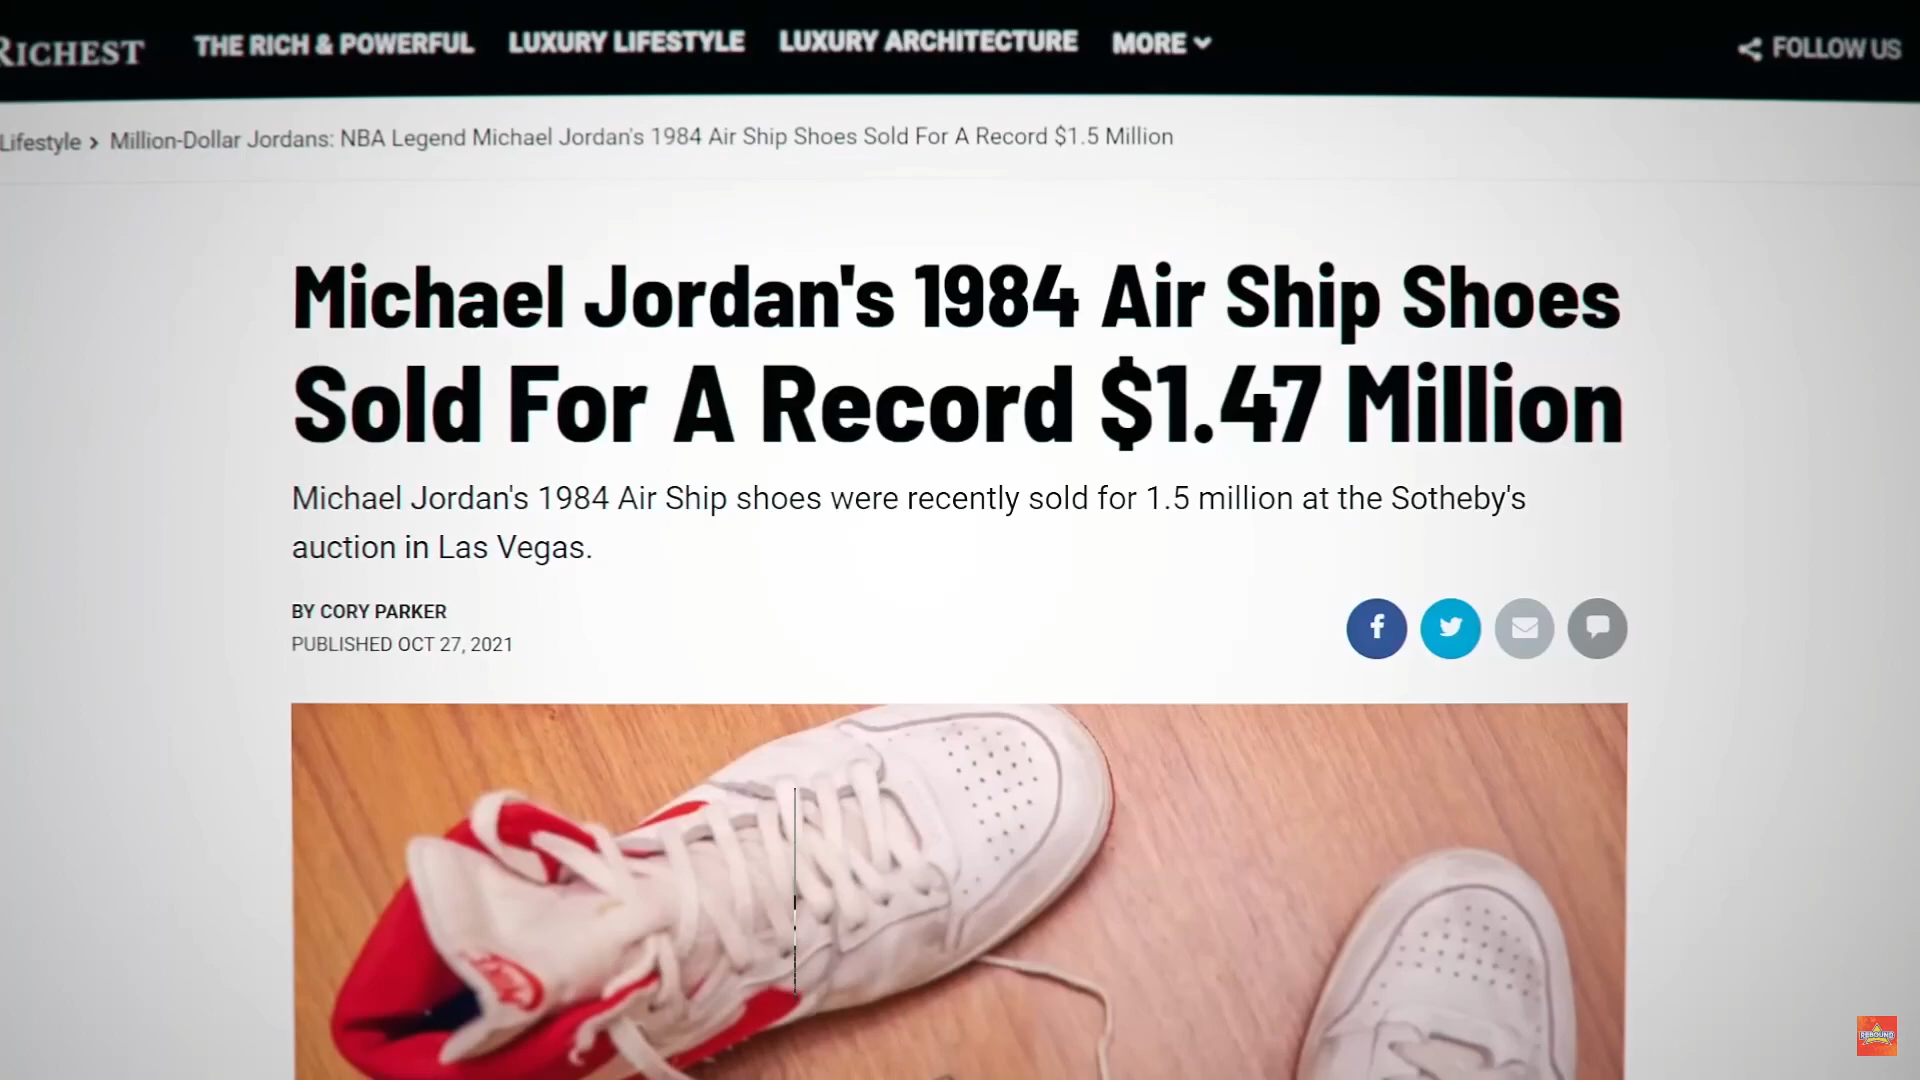 RICHEST THE RICH & POWERFUL LUXURY LIFESTYLE LUXURY ARCHITECTURE MORE FOLLOW US
Lifestyle > Million-Dollar Jordans: NBA Legend Michael Jordan's 1984 Air Ship Shoes Sold For A Record $1.5 Million
Michael Jordan's 1984 Air Ship Shoes
Sold For A Record $1.47 Million
Michael Jordan's 1984 Air Ship shoes were recently sold for 1.5 million at the Sotheby's
auction in Las Vegas.
BY CORY PARKER
PUBLISHED OCT 27, 2021
REBOUND